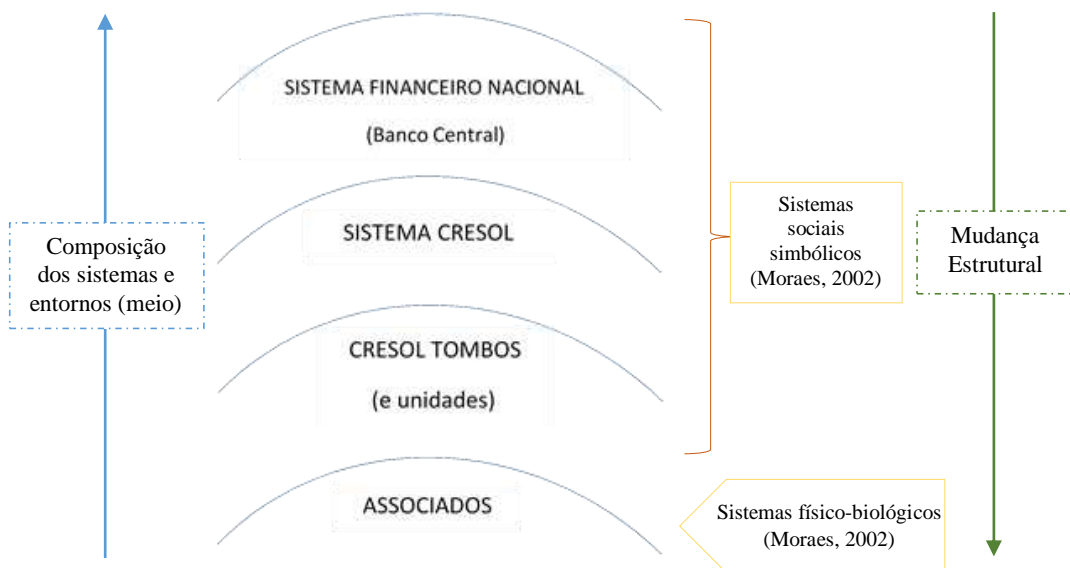 SISTEMA FINANCEIRO NACIONAL
(Banco Central)
SISTEMA CRESOL
CRESOL TOMBOS
(e unidades)
ASSOCIADOS
Composição
dos sistemas e
entornos (meio)
Sistemas
sociais
simbólicos
(Moraes, 2002)
Mudança
Estrutural
Sistemas físico-biológicos
(Moraes, 2002)